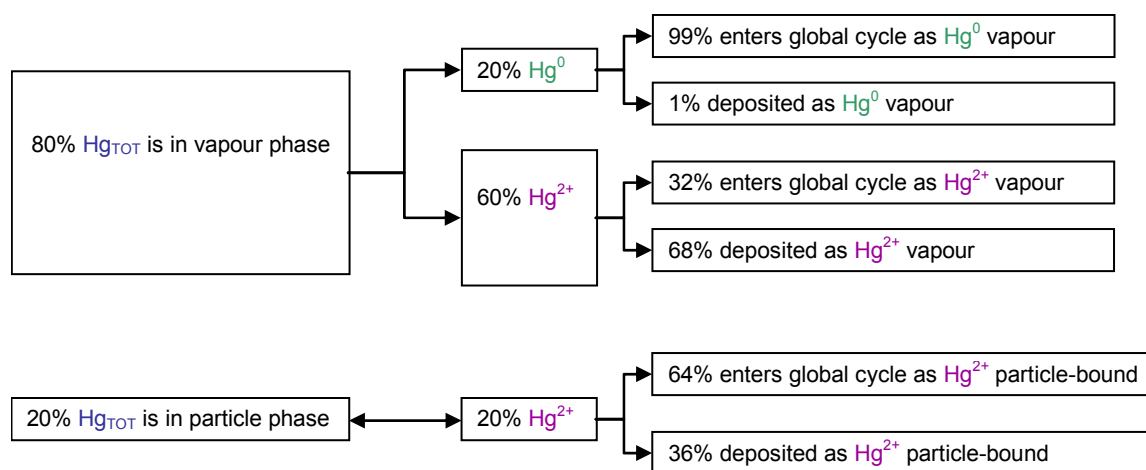 99% enters global cycle as Hg⁰ vapour
20% Hg⁰
1% deposited as Hg⁰ vapour
80% Hg_TOT is in vapour phase
32% enters global cycle as Hg²⁺ vapour
60% Hg²⁺
68% deposited as Hg²⁺ vapour
64% enters global cycle as Hg²⁺ particle-bound
20% Hg_TOT is in particle phase
20% Hg²⁺
36% deposited as Hg²⁺ particle-bound